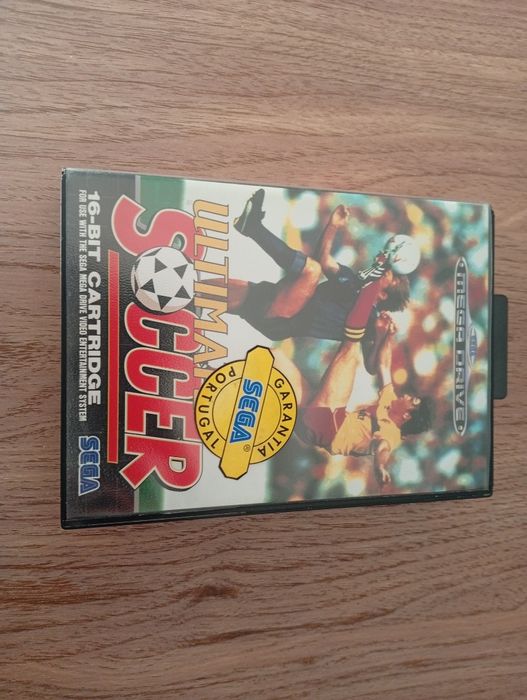 MEGA DRIVE
ULTIMA
SOCCER
GARANTIA
SEGA®
PORTUGAL
16-BIT CARTRIDGE
FOR USE WITH THE SEGA MEGA DRIVE VIDEO ENTERTAINMENT SYSTEM
SEGA